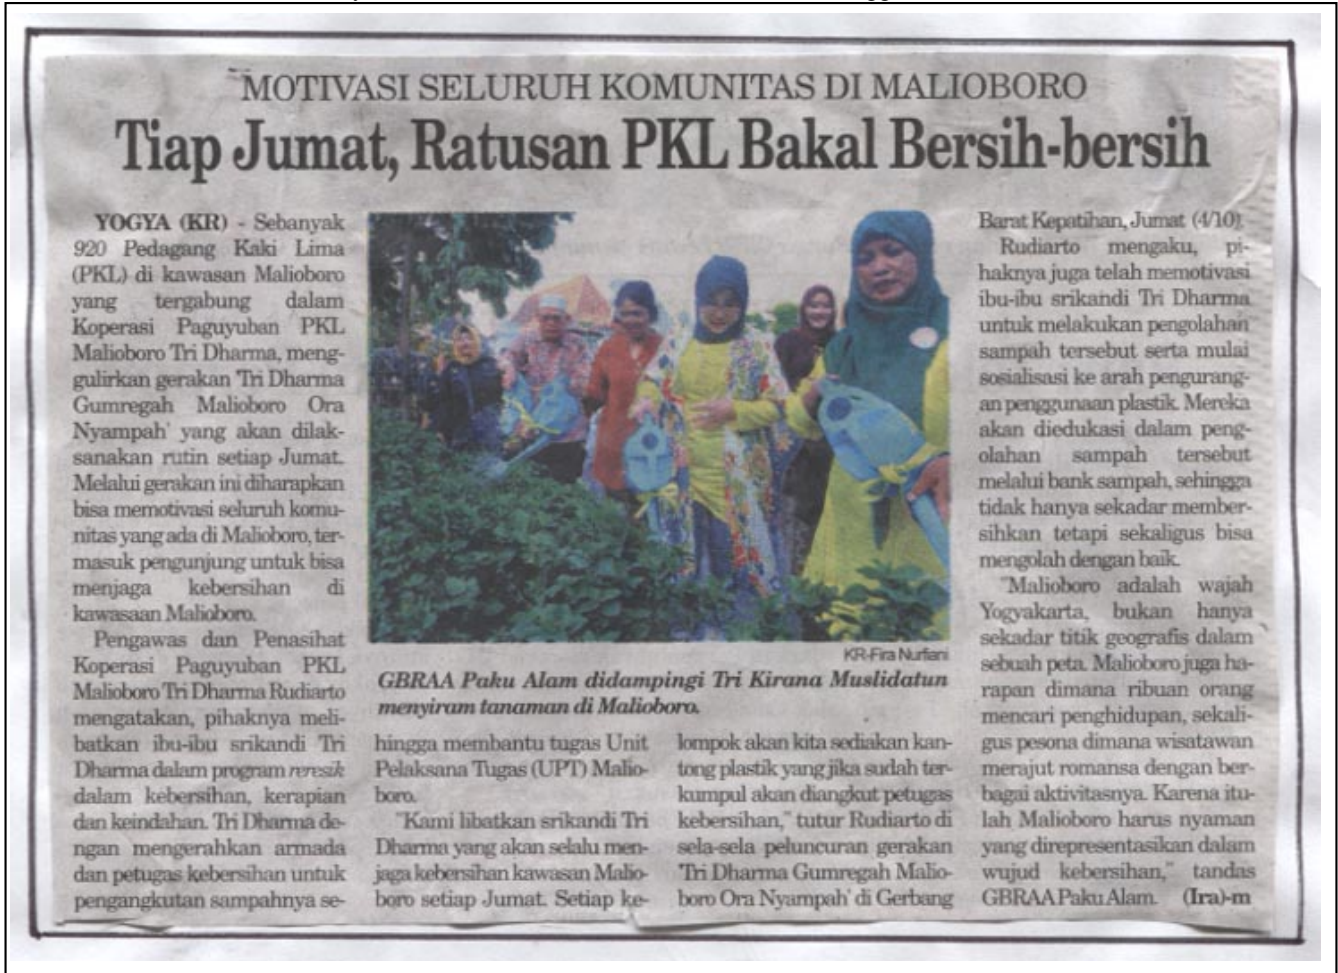 MOTIVASI SELURUH KOMUNITAS DI MALIOBORO
Tiap Jumat, Ratusan PKL Bakal Bersih-bersih
YOGYA (KR) - Sebanyak
920 Pedagang Kaki Lima
(PKL) di kawasan Malioboro
yang tergabung dalam
Koperasi Paguyuban PKL
Malioboro Tri Dharma, meng-
gulirkan gerakan 'Tri Dharma
Gumregah Malioboro Ora
Nyampah' yang akan dilak-
sanakan rutin setiap Jumat.
Melalui gerakan ini diharapkan
bisa memotivasi seluruh komu-
nitas yang ada di Malioboro, ter-
masuk pengunjung untuk bisa
menjaga kebersihan di
kawasaan Malioboro.
Pengawas dan Penasihat
Koperasi Paguyuban PKL
Malioboro Tri Dharma Rudiarto
mengatakan, pihaknya meli-
batkan ibu-ibu srikandi Tri
Dharma dalam program reresik
dalam kebersihan, kerapian
dan keindahan. Tri Dharma de-
ngan mengerahkan armada
dan petugas kebersihan untuk
pengangkutan sampahnya se-
KR-Fira Nurfiani
GBRAA Paku Alam didampingi Tri Kirana Muslidatun
menyiram tanaman di Malioboro.
hingga membantu tugas Unit
Pelaksana Tugas (UPT) Malio-
boro.
"Kami libatkan srikandi Tri
Dharma yang akan selalu men-
jaga kebersihan kawasan Malio-
boro setiap Jumat. Setiap ke-
lompok akan kita sediakan kan-
tong plastik yang jika sudah ter-
kumpul akan diangkut petugas
kebersihan," tutur Rudiarto di
sela-sela peluncuran gerakan
'Tri Dharma Gumregah Malio-
boro Ora Nyampah' di Gerbang
Barat Kepatihan, Jumat (4/10).
Rudiarto mengaku, pi-
haknya juga telah memotivasi
ibu-ibu srikandi Tri Dharma
untuk melakukan pengolahan
sampah tersebut serta mulai
sosialisasi ke arah pengurang-
an penggunaan plastik. Mereka
akan diedukasi dalam peng-
olahan sampah tersebut
melalui bank sampah, sehingga
tidak hanya sekadar member-
sihkan tetapi sekaligus bisa
mengolah dengan baik.
"Malioboro adalah wajah
Yogyakarta, bukan hanya
sekadar titik geografis dalam
sebuah peta. Malioboro juga ha-
rapan dimana ribuan orang
mencari penghidupan, sekali-
gus pesona dimana wisatawan
merajut romansa dengan ber-
bagai aktivitasnya. Karena itu-
lah Malioboro harus nyaman
yang direpresentasikan dalam
wujud kebersihan," tandas
GBRAA Paku Alam. (Ira)-m